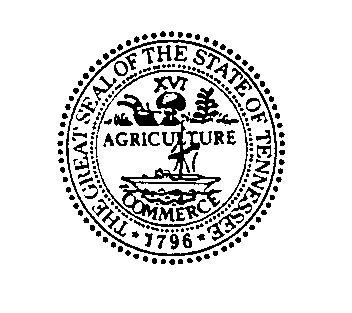 THE GREAT SEAL OF THE STATE OF TENNESSEE
XVI
AGRICULTURE
COMMERCE
1796